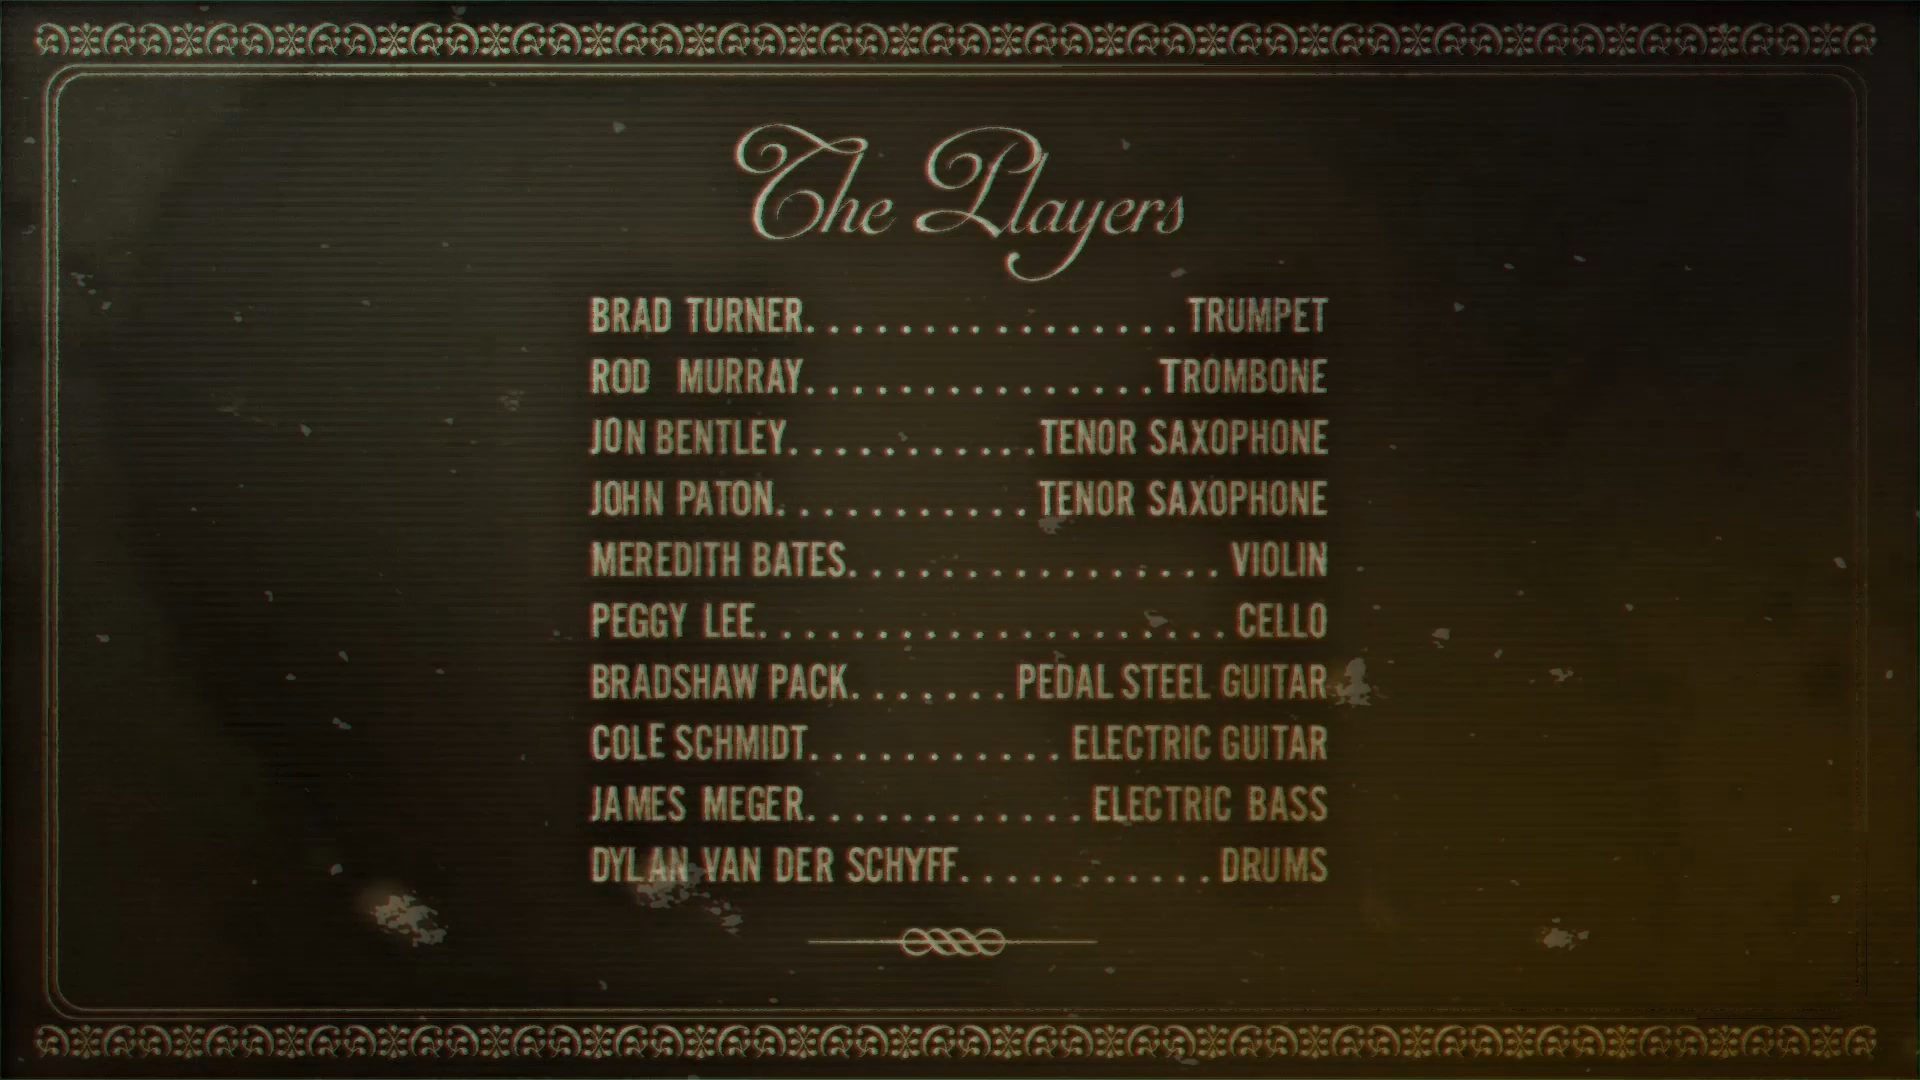 The Players
BRAD TURNER................TRUMPET
ROD MURRAY...............TROMBONE
JON BENTLEY...........TENOR SAXOPHONE
JOHN PATON...........TENOR SAXOPHONE
MEREDITH BATES................VIOLIN
PEGGY LEE....................CELLO
BRADSHAW PACK.......PEDAL STEEL GUITAR
COLE SCHMIDT...........ELECTRIC GUITAR
JAMES MEGER............ELECTRIC BASS
DYLAN VAN DER SCHYFF...........DRUMS